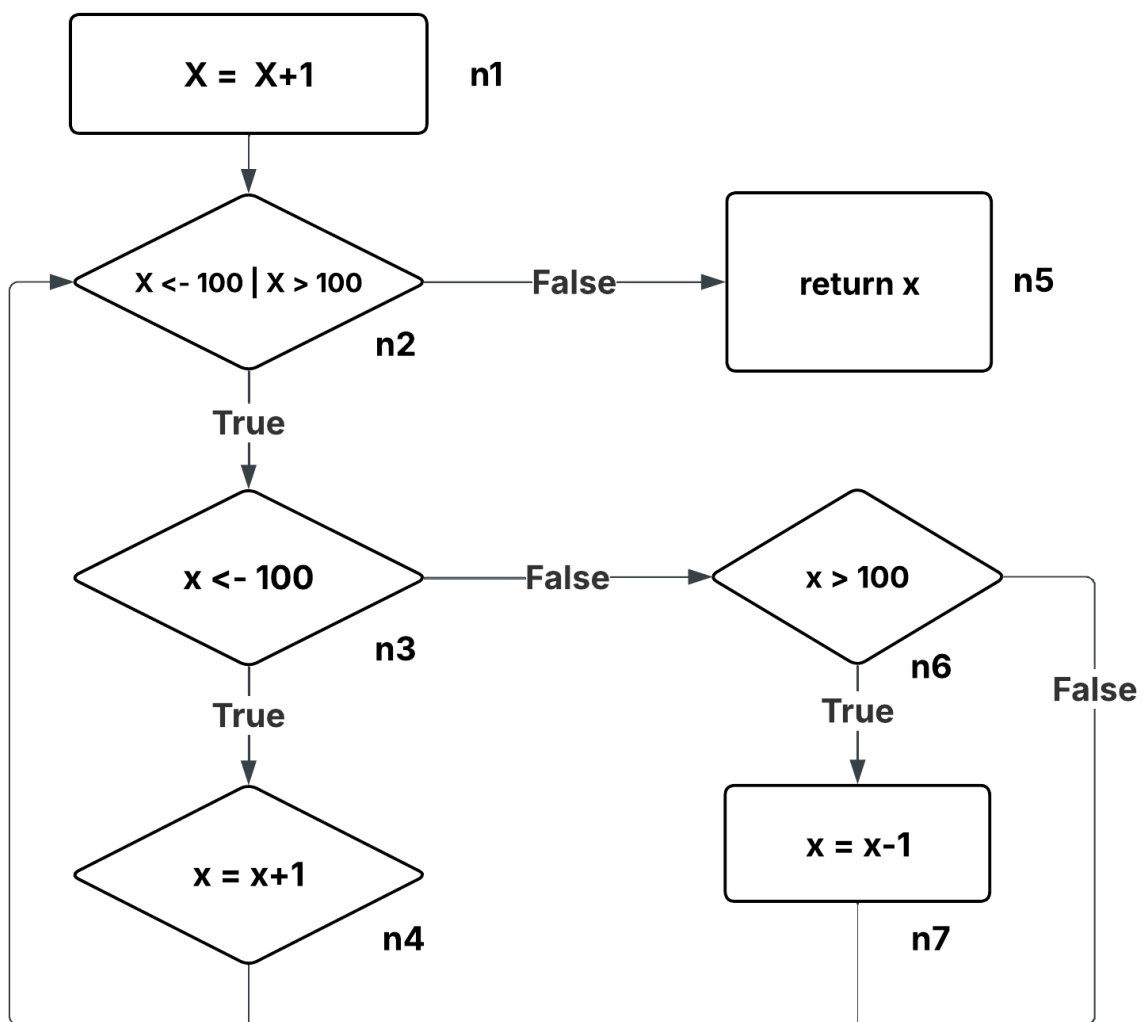 X = X+1
n1
X <- 100 | X > 100
n2
False
return x
n5
True
x <- 100
n3
False
x > 100
n6
True
True
False
x = x+1
n4
x = x-1
n7